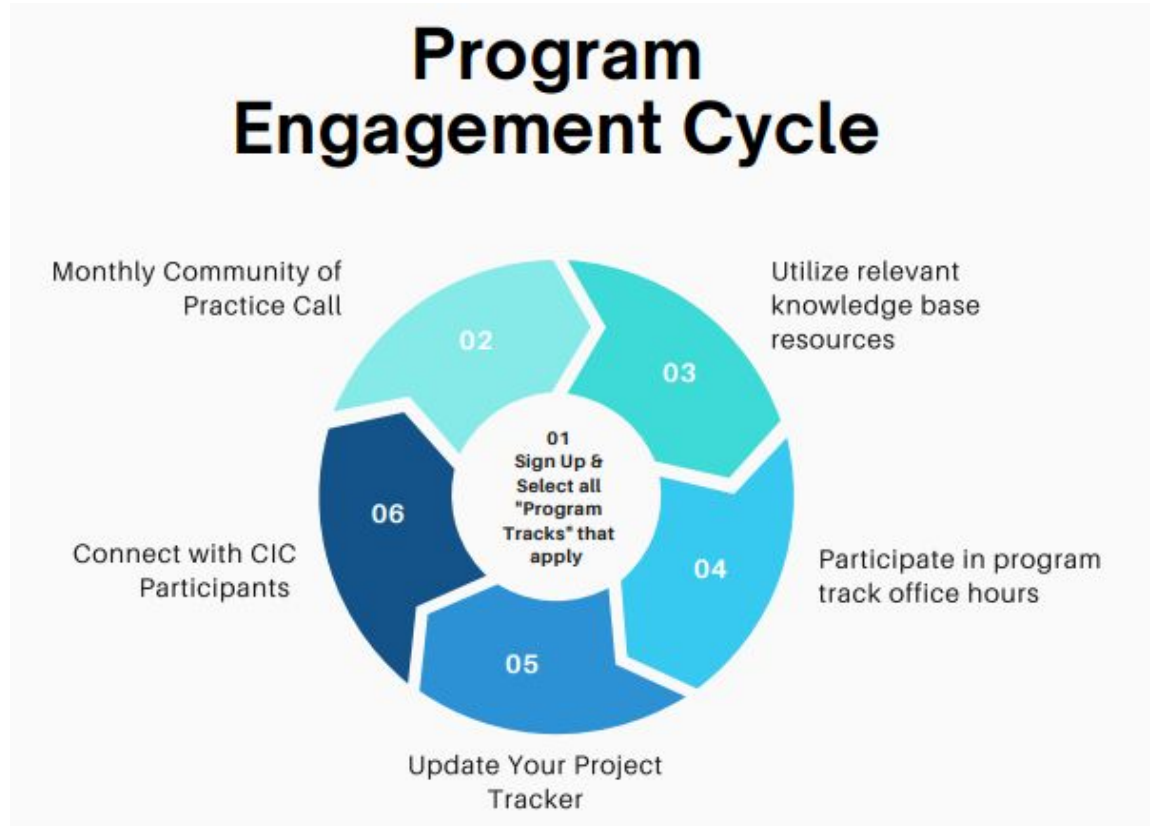 Program
Engagement Cycle
01
Sign Up &
Select all
"Program
Tracks" that
apply
02
Monthly Community of
Practice Call
03
Utilize relevant
knowledge base
resources
04
Participate in program
track office hours
05
Update Your Project
Tracker
06
Connect with CIC
Participants